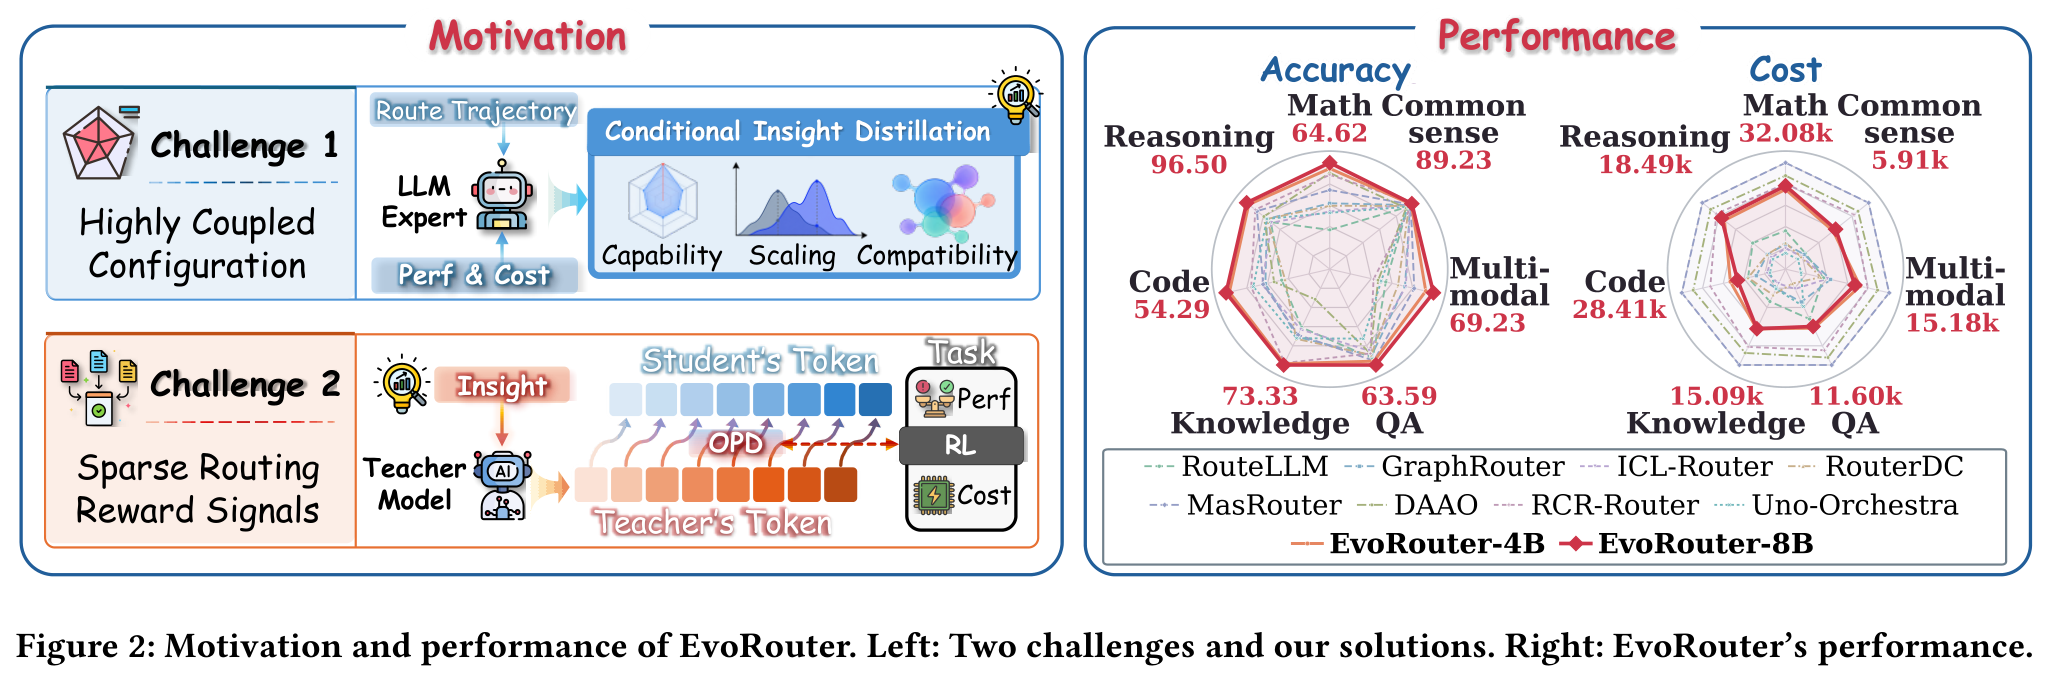 Motivation
Challenge 1
Highly Coupled
Configuration
Route Trajectory
LLM
Expert
Perf & Cost
Conditional Insight Distillation
Capability
Scaling
Compatibility
Challenge 2
Sparse Routing
Reward Signals
Insight
Teacher
Model
AI
Student's Token
OPD
Teacher's Token
Task
Perf
RL
Cost
Performance
Accuracy
Math
64.62
Common
sense
89.23
Reasoning
96.50
Code
54.29
Multi-
modal
69.23
73.33
Knowledge
63.59
QA
Cost
Math
32.08k
Common
sense
5.91k
Reasoning
18.49k
Code
28.41k
Multi-
modal
15.18k
15.09k
Knowledge
11.60k
QA
RouteLLM GraphRouter ICL-Router RouterDC
MasRouter DAAO RCR-Router Uno-Orchestra
EvoRouter-4B EvoRouter-8B
Figure 2: Motivation and performance of EvoRouter. Left: Two challenges and our solutions. Right: EvoRouter's performance.